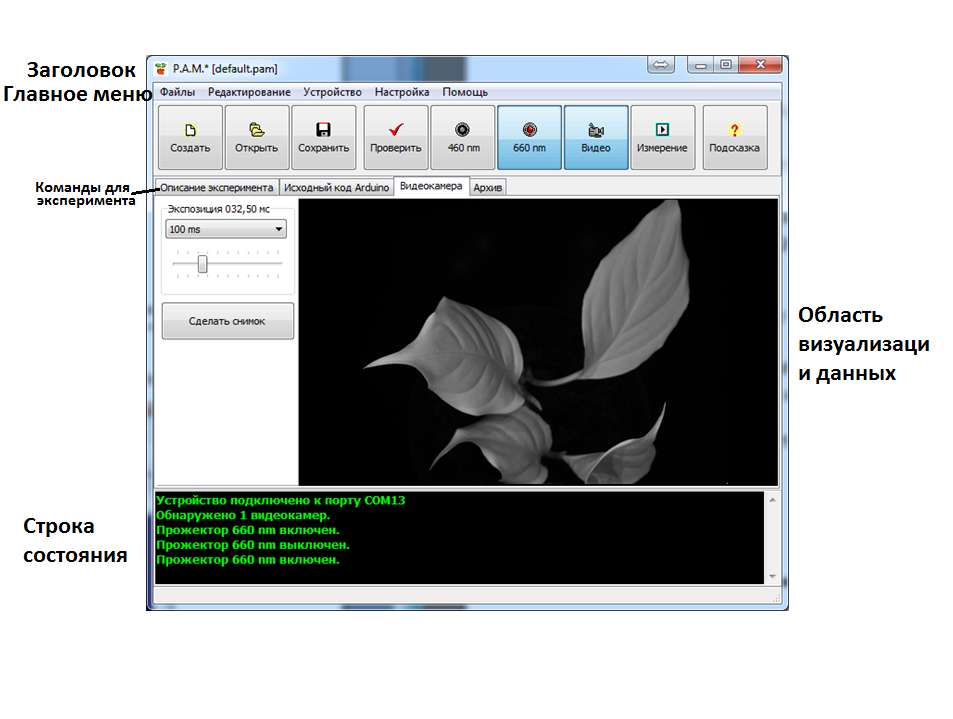 Заголовок
P.A.M.* [default.pam]
Главное меню
Файлы Редактирование Устройство Настройка Помощь
Создать Открыть Сохранить Проверить 460 nm 660 nm Видео Измерение Подсказка
?
Команды для
эксперимента
Описание эксперимента Исходный код Arduino Видеокамера Архив
Экспозиция 032,50 мс
100 ms
Сделать снимок
Область
визуализаци
и данных
Устройство подключено к порту COM13
Обнаружено 1 видеокамер.
Прожектор 660 nm включен.
Прожектор 660 nm выключен.
Прожектор 660 nm включен.
Строка
состояния